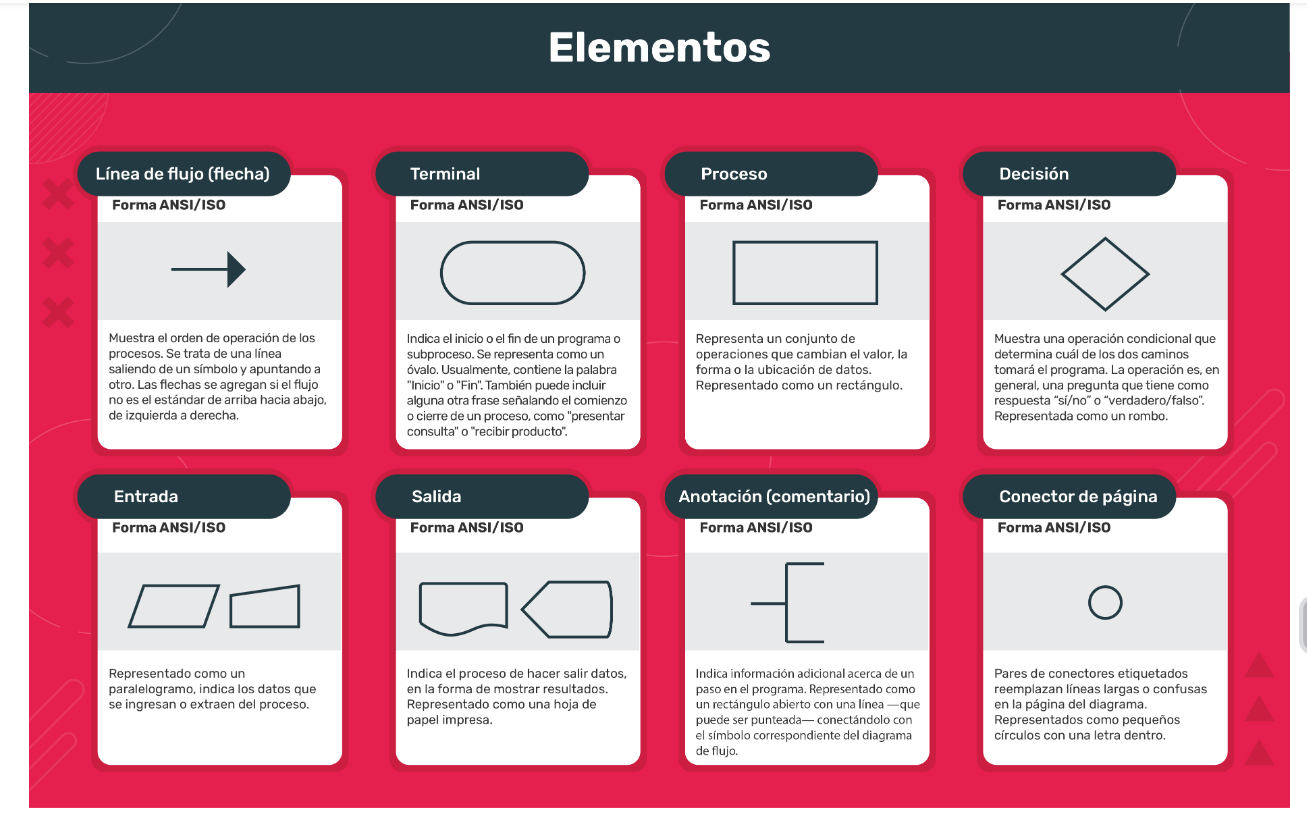 Elementos
Línea de flujo (flecha)
Forma ANSI/ISO
Muestra el orden de operación de los
procesos. Se trata de una línea
saliendo de un símbolo y apuntando a
otro. Las flechas se agregan si el flujo
no es el estándar de arriba hacia abajo,
de izquierda a derecha.
Terminal
Forma ANSI/ISO
Indica el inicio o el fin de un programa o
subproceso. Se representa como un
óvalo. Usualmente, contiene la palabra
"Inicio" o "Fin". También puede incluir
alguna otra frase señalando el comienzo
o cierre de un proceso, como "presentar
consulta" o "recibir producto".
Proceso
Forma ANSI/ISO
Representa un conjunto de
operaciones que cambian el valor, la
forma o la ubicación de datos.
Representado como un rectángulo.
Decisión
Forma ANSI/ISO
Muestra una operación condicional que
determina cuál de los dos caminos
tomará el programa. La operación es, en
general, una pregunta que tiene como
respuesta “sí/no” o “verdadero/falso”.
Representada como un rombo.
Entrada
Forma ANSI/ISO
Representado como un
paralelogramo, indica los datos que
se ingresan o extraen del proceso.
Salida
Forma ANSI/ISO
Indica el proceso de hacer salir datos,
en la forma de mostrar resultados.
Representado como una hoja de
papel impresa.
Anotación (comentario)
Forma ANSI/ISO
Indica información adicional acerca de un
paso en el programa. Representado como
un rectángulo abierto con una línea —que
puede ser punteada— conectándolo con
el símbolo correspondiente del diagrama
de flujo.
Conector de página
Forma ANSI/ISO
Pares de conectores etiquetados
reemplazan líneas largas o confusas
en la página del diagrama.
Representados como pequeños
círculos con una letra dentro.